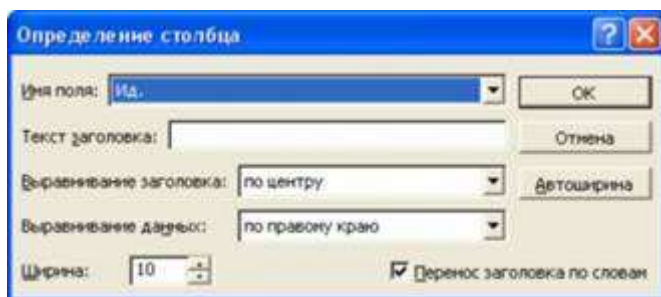 Определение столбца
Имя поля: Ид. ОК
Текст заголовка: Отмена
Выравнивание заголовка: по центру Автоширина
Выравнивание данных: по правому краю
Ширина: 10 Перенос заголовка по словам